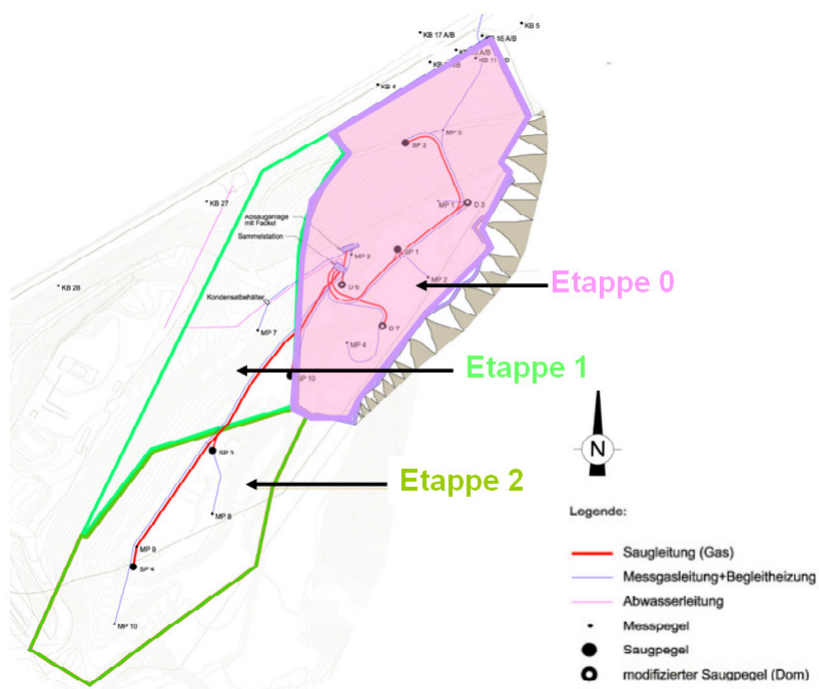 KB 5
KB 17 A/B
KB 16 A/B
KB 4
MP 5
SP 2
KB 27
MP 1
D 3
Absauganlage
mit Fackel
Sammelstation
SP 1
MP 3
MP 2
KB 28
Etappe 0
Kondensatbehälter
MP 7
D 7
MP 4
Etappe 1
SP 10
SP 3
Etappe 2
N
MP 8
Legende:
MP 9
Saugleitung (Gas)
SP 4
Messgasleitung+Begleitheizung
Abwasserleitung
MP 10
Messpegel
Saugpegel
modifizierter Saugpegel (Dom)